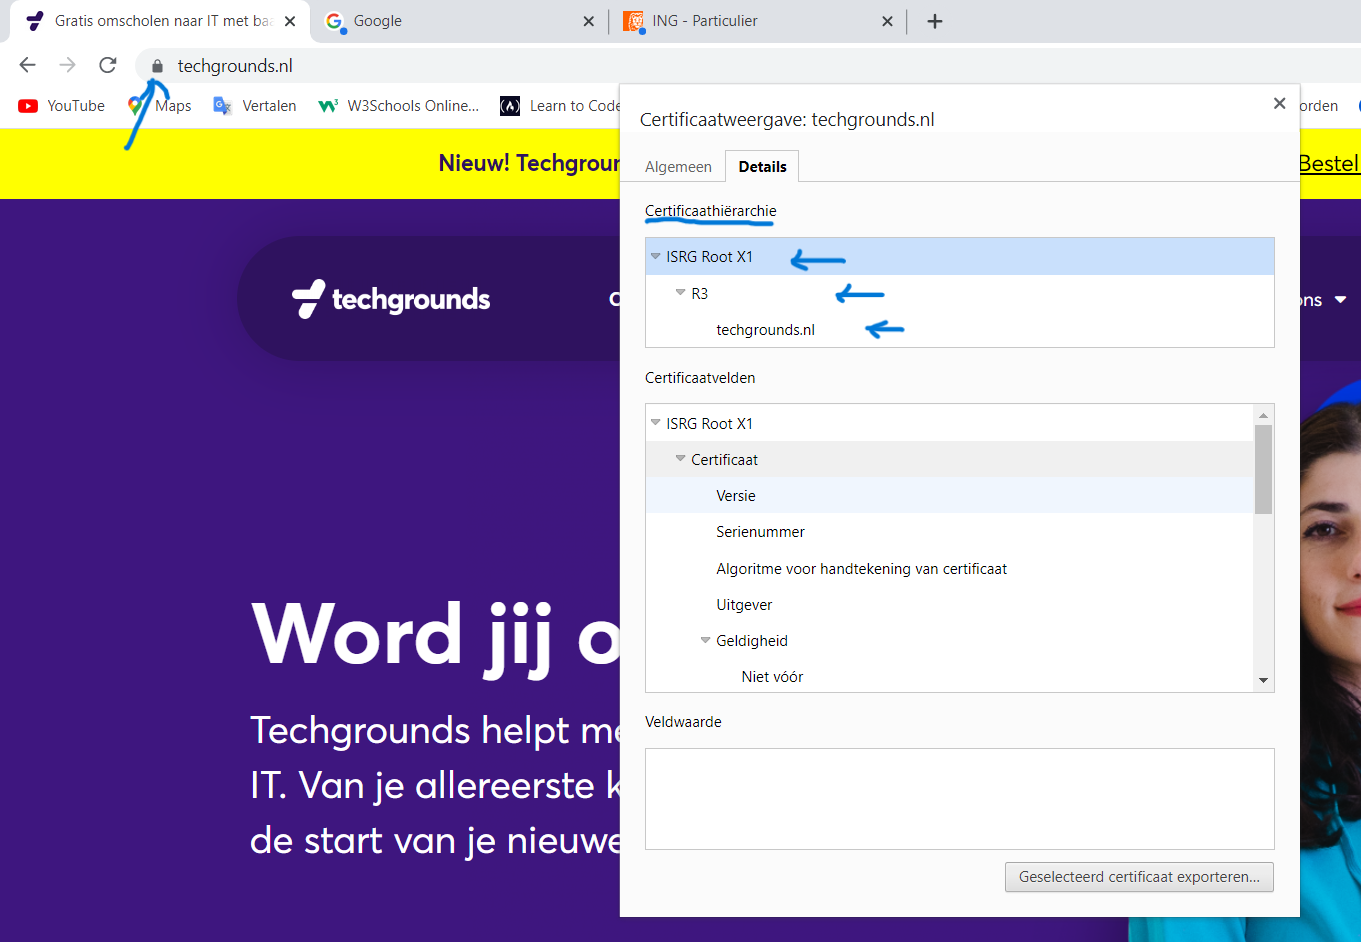 Gratis omscholen naar IT met baa
Google
ING - Particulier
techgrounds.nl
YouTube
Maps
Vertalen
W3Schools Online...
Learn to Code
orden
Nieuw! Techgroun
Bestel
Certificaatweergave: techgrounds.nl
Algemeen
Details
Certificaathiërarchie
ISRG Root X1
R3
techgrounds.nl
Certificaatvelden
ISRG Root X1
Certificaat
Versie
Serienummer
Algoritme voor handtekening van certificaat
Uitgever
Geldigheid
Niet vóór
Veldwaarde
Geselecteerd certificaat exporteren...
techgrounds
ons
Word jij o
Techgrounds helpt me
IT. Van je allereerste k
de start van je nieuwe